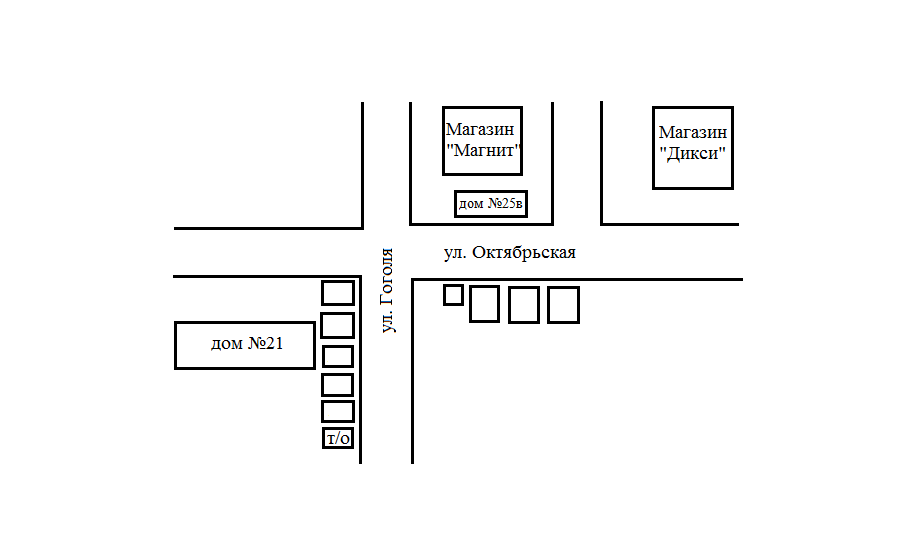 Магазин
"Магнит"
Магазин
"Дикси"
дом №25в
ул. Октябрьская
ул. Гоголя
дом №21
т/о